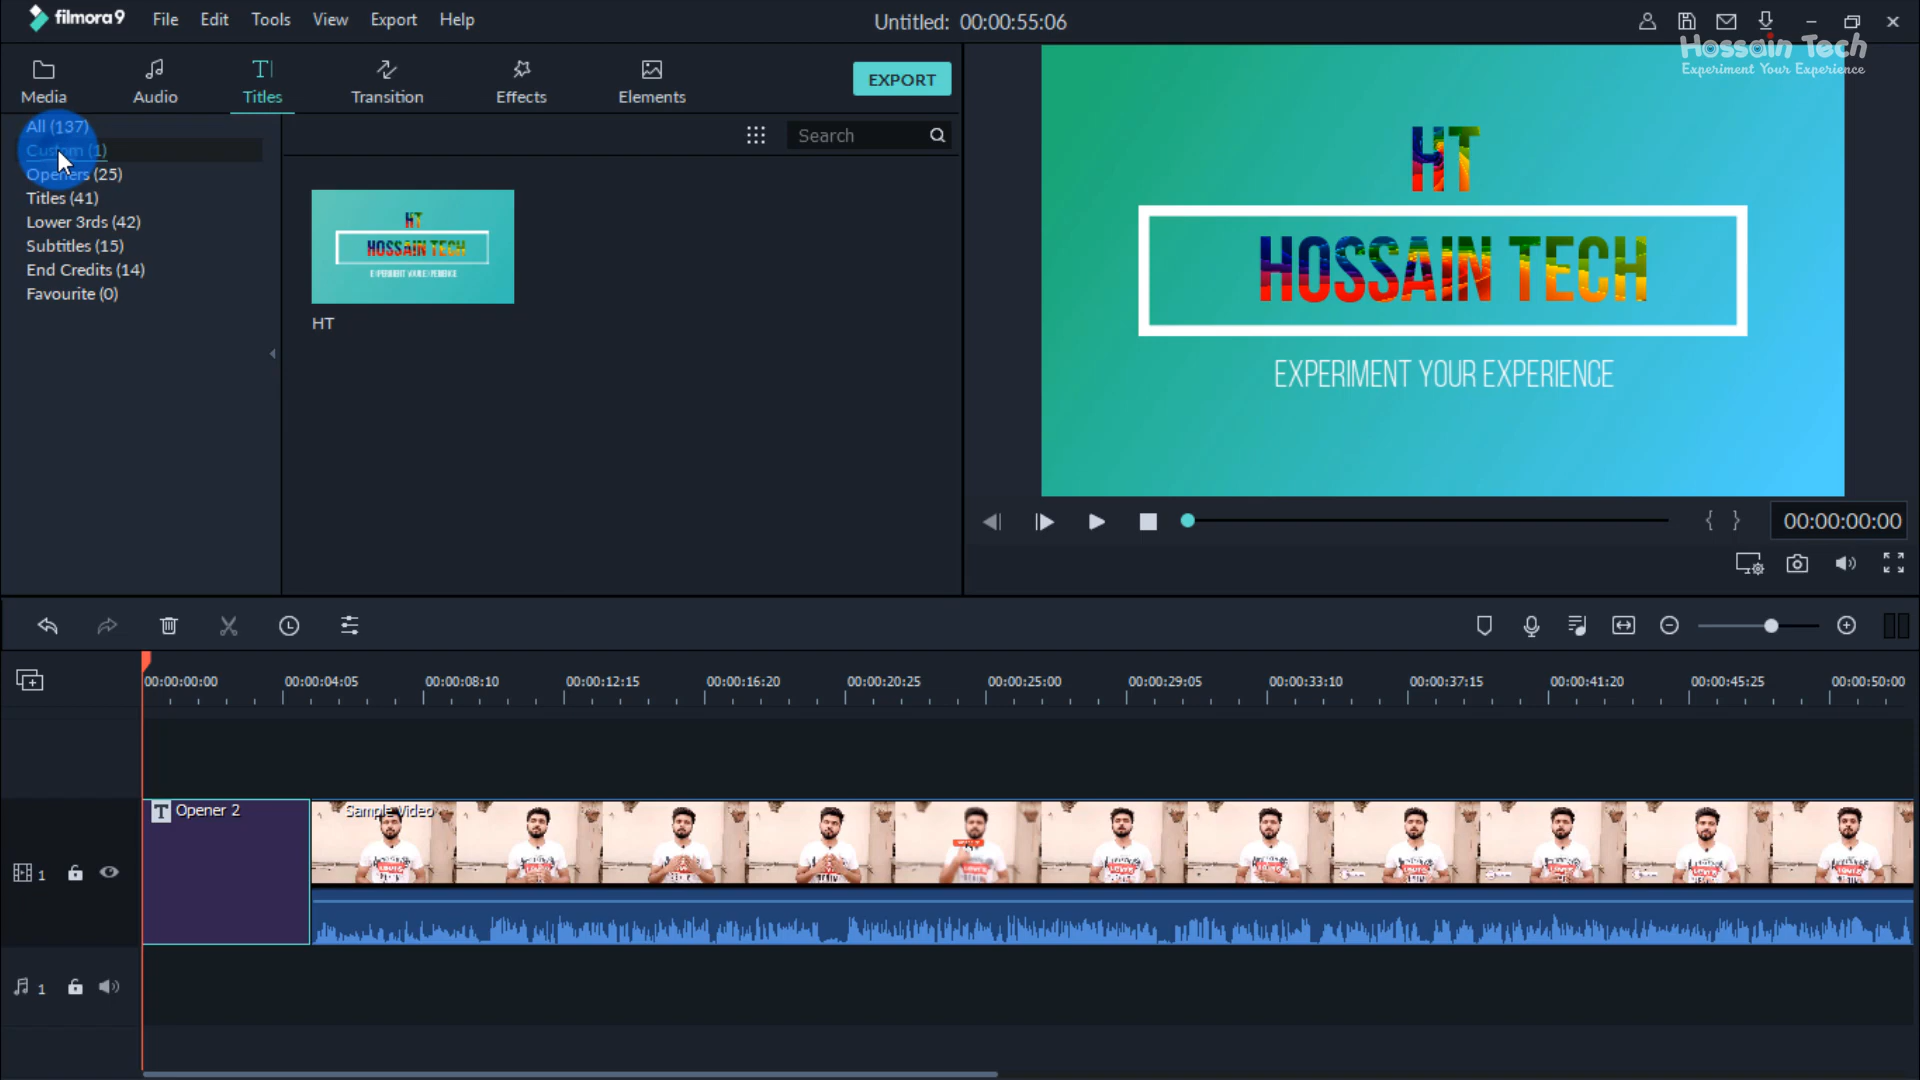 filmora9 File Edit Tools View Export Help Untitled: 00:00:55:06
Hossain Tech
Experiment Your Experience
Media Audio Titles Transition Effects Elements EXPORT
All (137)
Custom (1)
Openers (25)
Titles (41)
Lower 3rds (42)
Subtitles (15)
End Credits (14)
Favourite (0)
Search
HT
HOSSAIN TECH
EXPERIMENT YOUR EXPERIENCE
HT
HT
HOSSAIN TECH
EXPERIMENT YOUR EXPERIENCE
{ } 00:00:00:00
00:00:00:00 00:00:04:05 00:00:08:10 00:00:12:15 00:00:16:20 00:00:20:25 00:00:25:00 00:00:29:05 00:00:33:10 00:00:37:15 00:00:41:20 00:00:45:25 00:00:50:00
T Opener 2 Sample Video
1
1